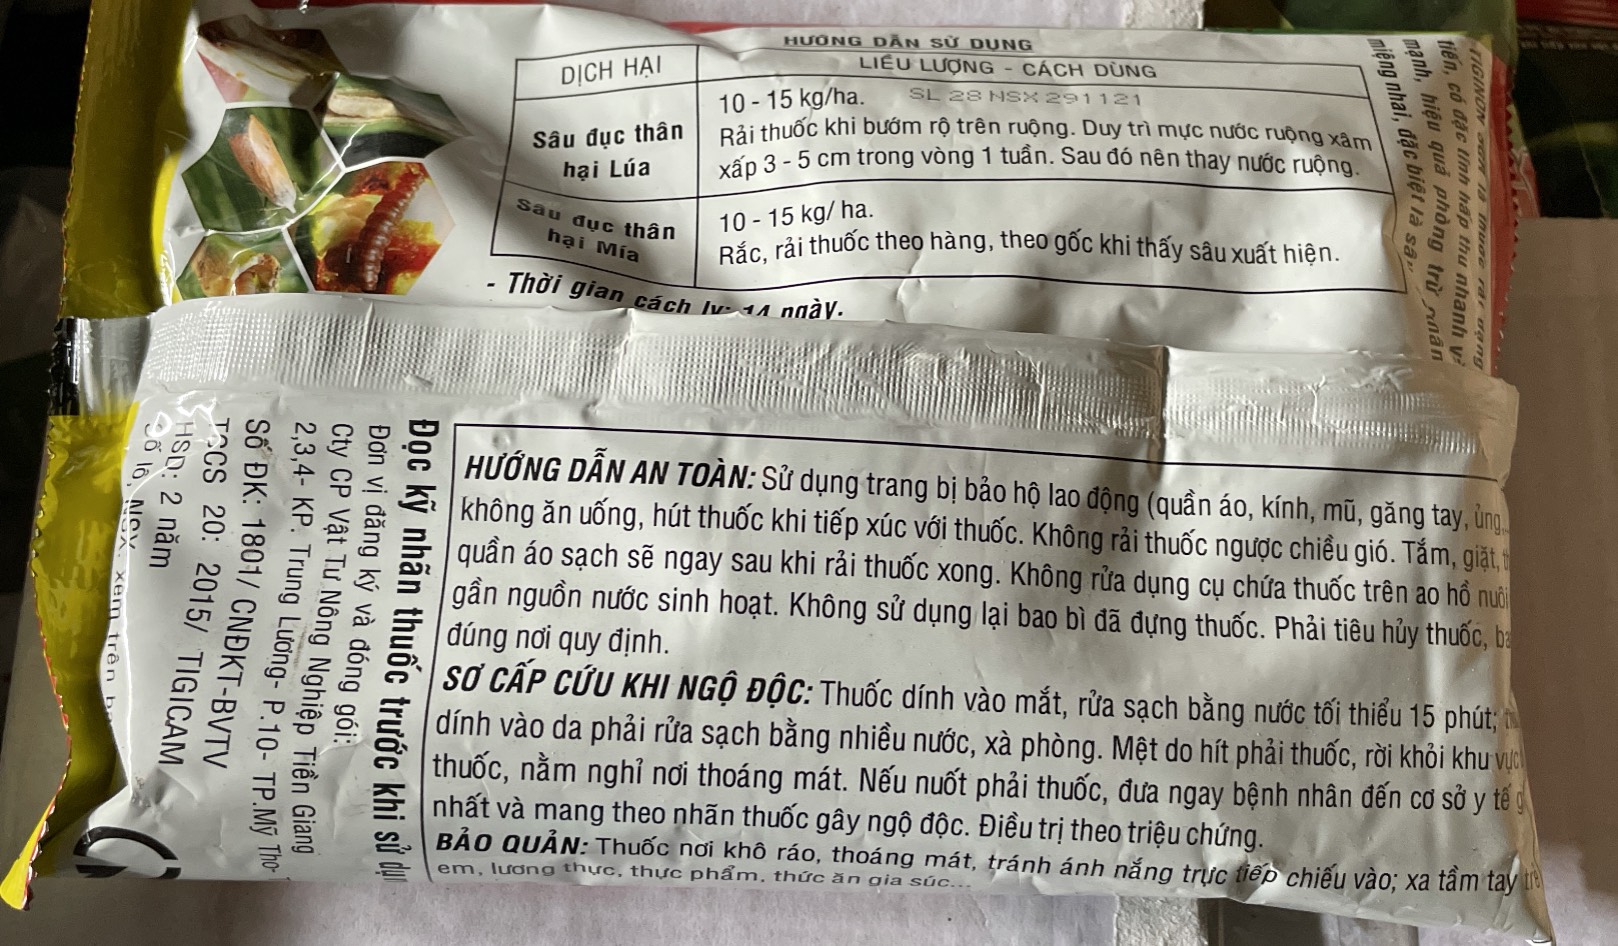 HƯỚNG DẪN SỬ DỤNG
DỊCH HẠI
LIỀU LƯỢNG - CÁCH DÙNG
Sâu đục thân
hại Lúa
10 - 15 kg/ha.
SL 28 NSX 291121
Rải thuốc khi bướm rộ trên ruộng. Duy trì mực nước ruộng xâm
xấp 3 - 5 cm trong vòng 1 tuần. Sau đó nên thay nước ruộng.
Sâu đục thân
hại Mía
10 - 15 kg/ ha.
Rắc, rải thuốc theo hàng, theo gốc khi thấy sâu xuất hiện.
- Thời gian cách ly: 14 ngày.
tiến, có đặc tính hấp thu nhanh
mạnh, hiệu quả phòng trừ
miệng nhai, đặc biệt là
HƯỚNG DẪN AN TOÀN: Sử dụng trang bị bảo hộ lao động (quần áo, kính, mũ, găng tay, ủng...
không ăn uống, hút thuốc khi tiếp xúc với thuốc. Không rải thuốc ngược chiều gió. Tắm, giặt,
quần áo sạch sẽ ngay sau khi rải thuốc xong. Không rửa dụng cụ chứa thuốc trên ao hồ nuôi
gần nguồn nước sinh hoạt. Không sử dụng lại bao bì đã đựng thuốc. Phải tiêu hủy thuốc,
đúng nơi quy định.
SƠ CẤP CỨU KHI NGỘ ĐỘC: Thuốc dính vào mắt, rửa sạch bằng nước tối thiểu 15 phút;
dính vào da phải rửa sạch bằng nhiều nước, xà phòng. Mệt do hít phải thuốc, rời khỏi khu vực
thuốc, nằm nghỉ nơi thoáng mát. Nếu nuốt phải thuốc, đưa ngay bệnh nhân đến cơ sở y tế
nhất và mang theo nhãn thuốc gây ngộ độc. Điều trị theo triệu chứng.
BẢO QUẢN: Thuốc nơi khô ráo, thoáng mát, tránh ánh nắng trực tiếp chiếu vào; xa tầm tay
em, lương thực, thực phẩm, thức ăn gia súc...
Đọc kỹ nhãn thuốc trước khi sử
Đơn vị đăng ký và đóng gói:
Cty CP Vật Tư Nông Nghiệp Tiền Giang
2,3,4- KP. Trung Lương- P.10- TP.Mỹ Tho-
Số ĐK: 1801/ CNĐKT-BVTV
TCCS 20: 2015/ TIGICAM
HSD: 2 năm
Số lô, NSX, xem trên